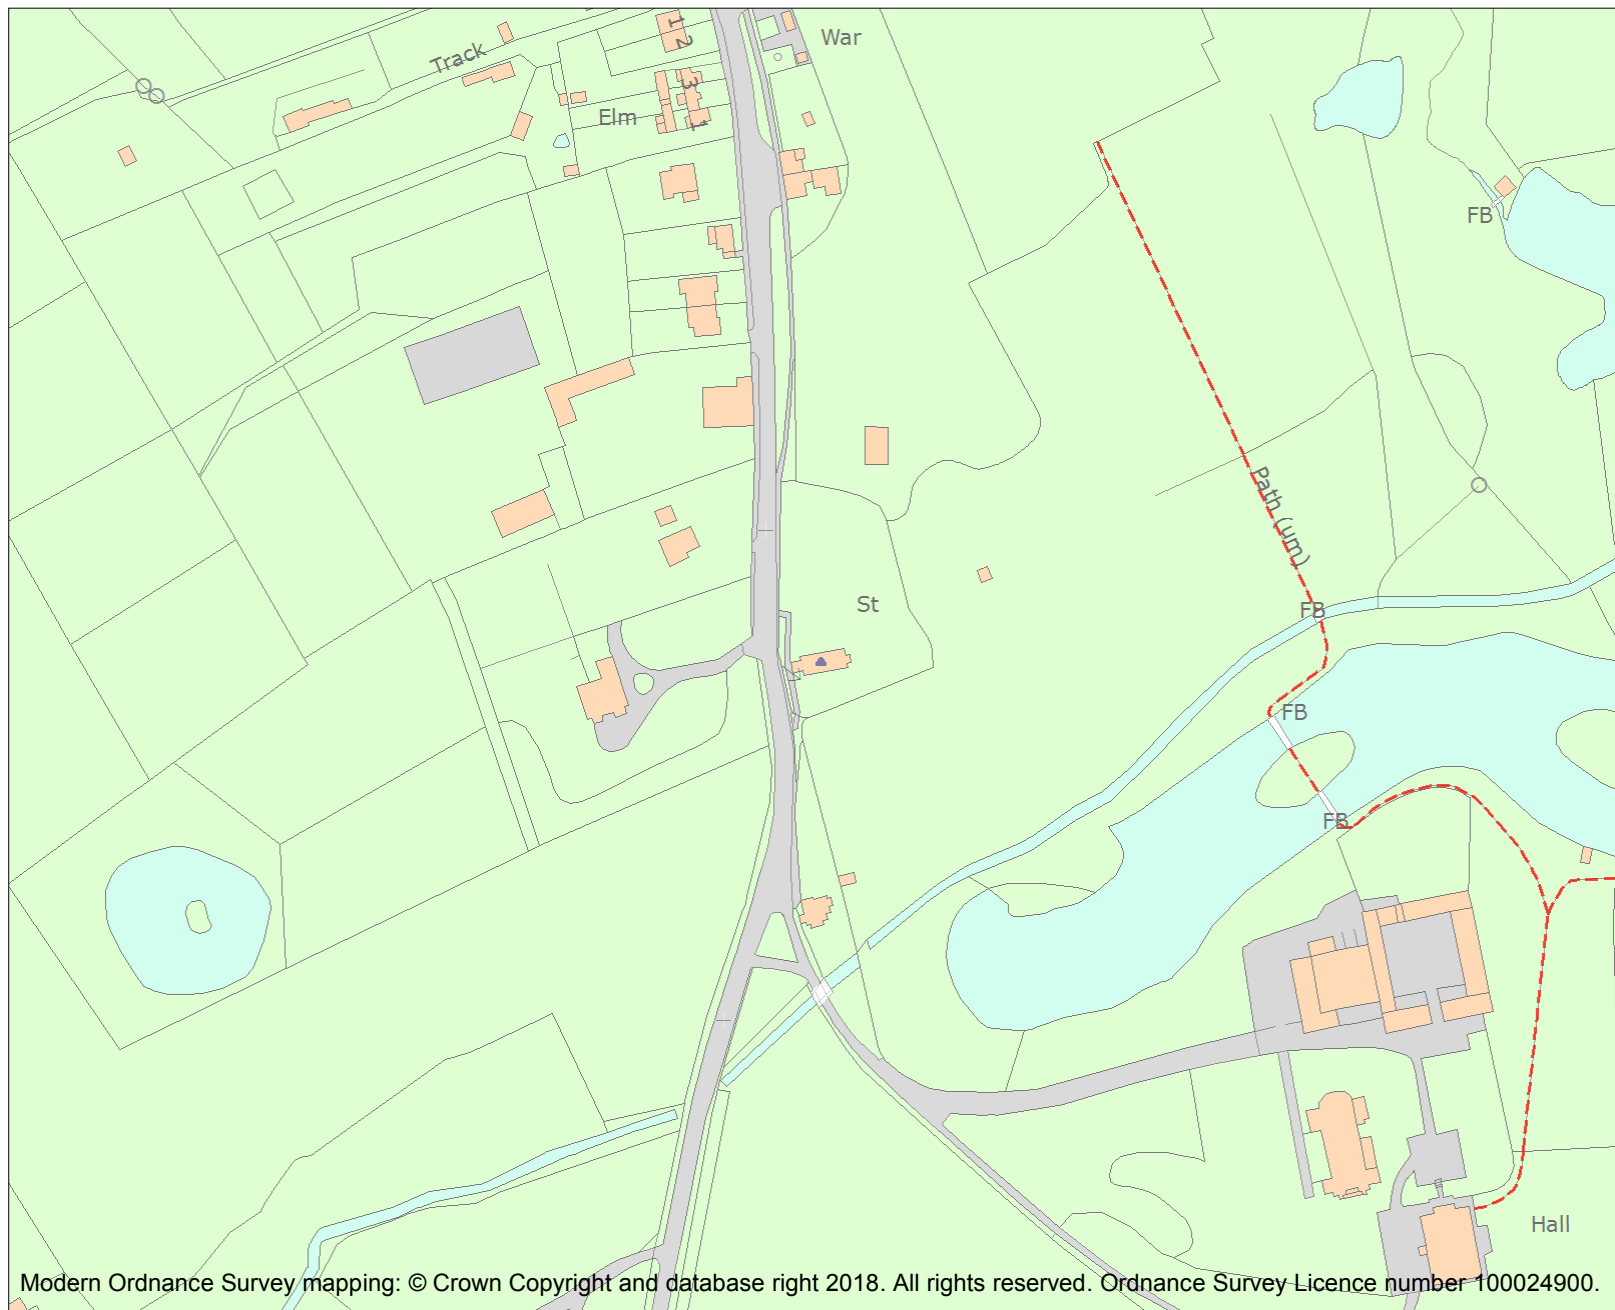 1
2
War
Track
3
Elm
1
FB
Path (um)
St
FB
FB
FB
Hall
Modern Ordnance Survey mapping: © Crown Copyright and database right 2018. All rights reserved. Ordnance Survey Licence number 100024900.